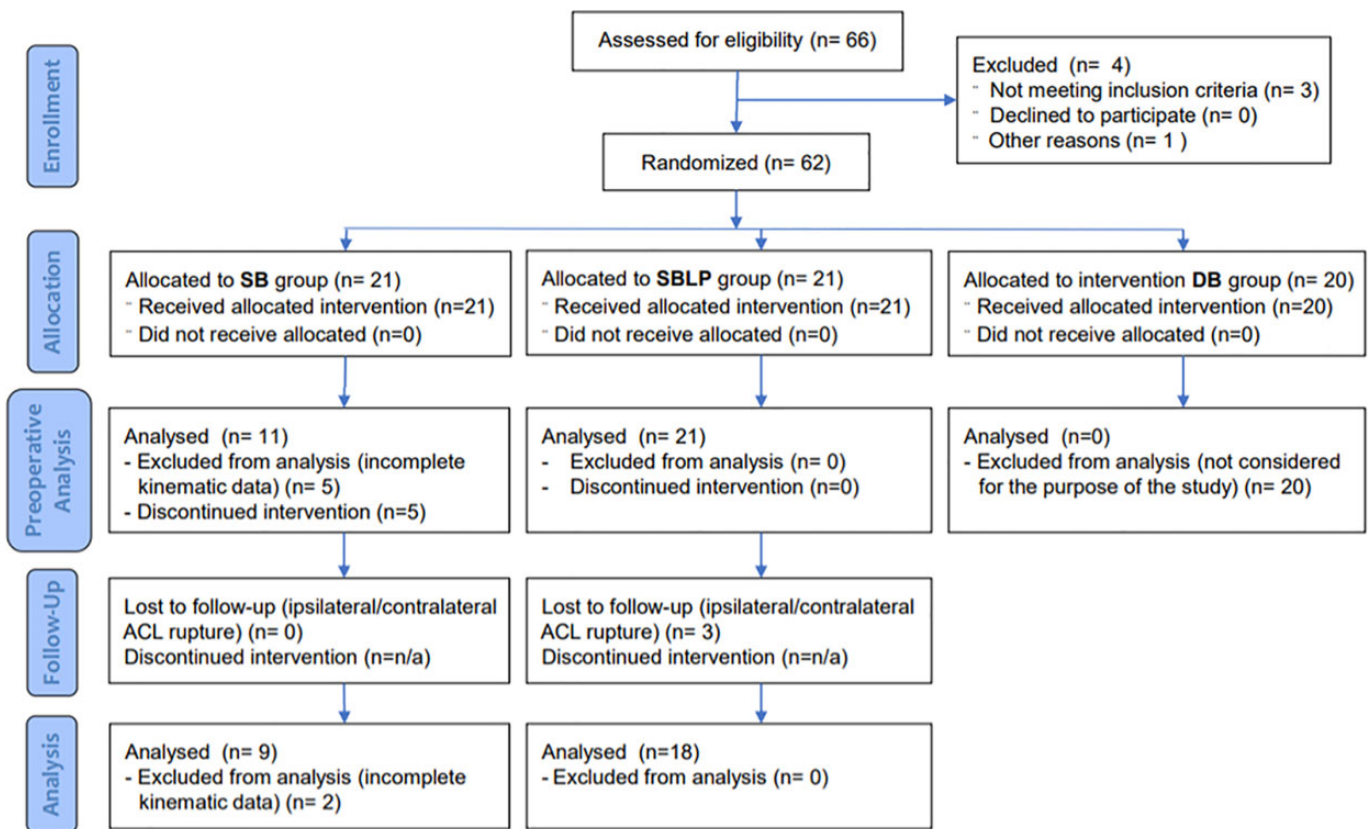 Enrollment
Assessed for eligibility (n= 66)
Excluded (n= 4)
¨ Not meeting inclusion criteria (n= 3)
¨ Declined to participate (n= 0)
¨ Other reasons (n= 1 )
Randomized (n= 62)
Allocation
Allocated to SB group (n= 21)
¨ Received allocated intervention (n=21)
¨ Did not receive allocated (n=0)
Allocated to SBLP group (n= 21)
¨ Received allocated intervention (n=21)
¨ Did not receive allocated (n=0)
Allocated to intervention DB group (n= 20)
¨ Received allocated intervention (n=20)
¨ Did not receive allocated (n=0)
Preoperative
Analysis
Analysed (n= 11)
- Excluded from analysis (incomplete
kinematic data) (n= 5)
- Discontinued intervention (n=5)
Analysed (n= 21)
- Excluded from analysis (n= 0)
- Discontinued intervention (n=0)
Analysed (n=0)
- Excluded from analysis (not considered
for the purpose of the study) (n= 20)
Follow-Up
Lost to follow-up (ipsilateral/contralateral
ACL rupture) (n= 0)
Discontinued intervention (n=n/a)
Lost to follow-up (ipsilateral/contralateral
ACL rupture) (n= 3)
Discontinued intervention (n=n/a)
Analysis
Analysed (n= 9)
- Excluded from analysis (incomplete
kinematic data) (n= 2)
Analysed (n=18)
- Excluded from analysis (n= 0)